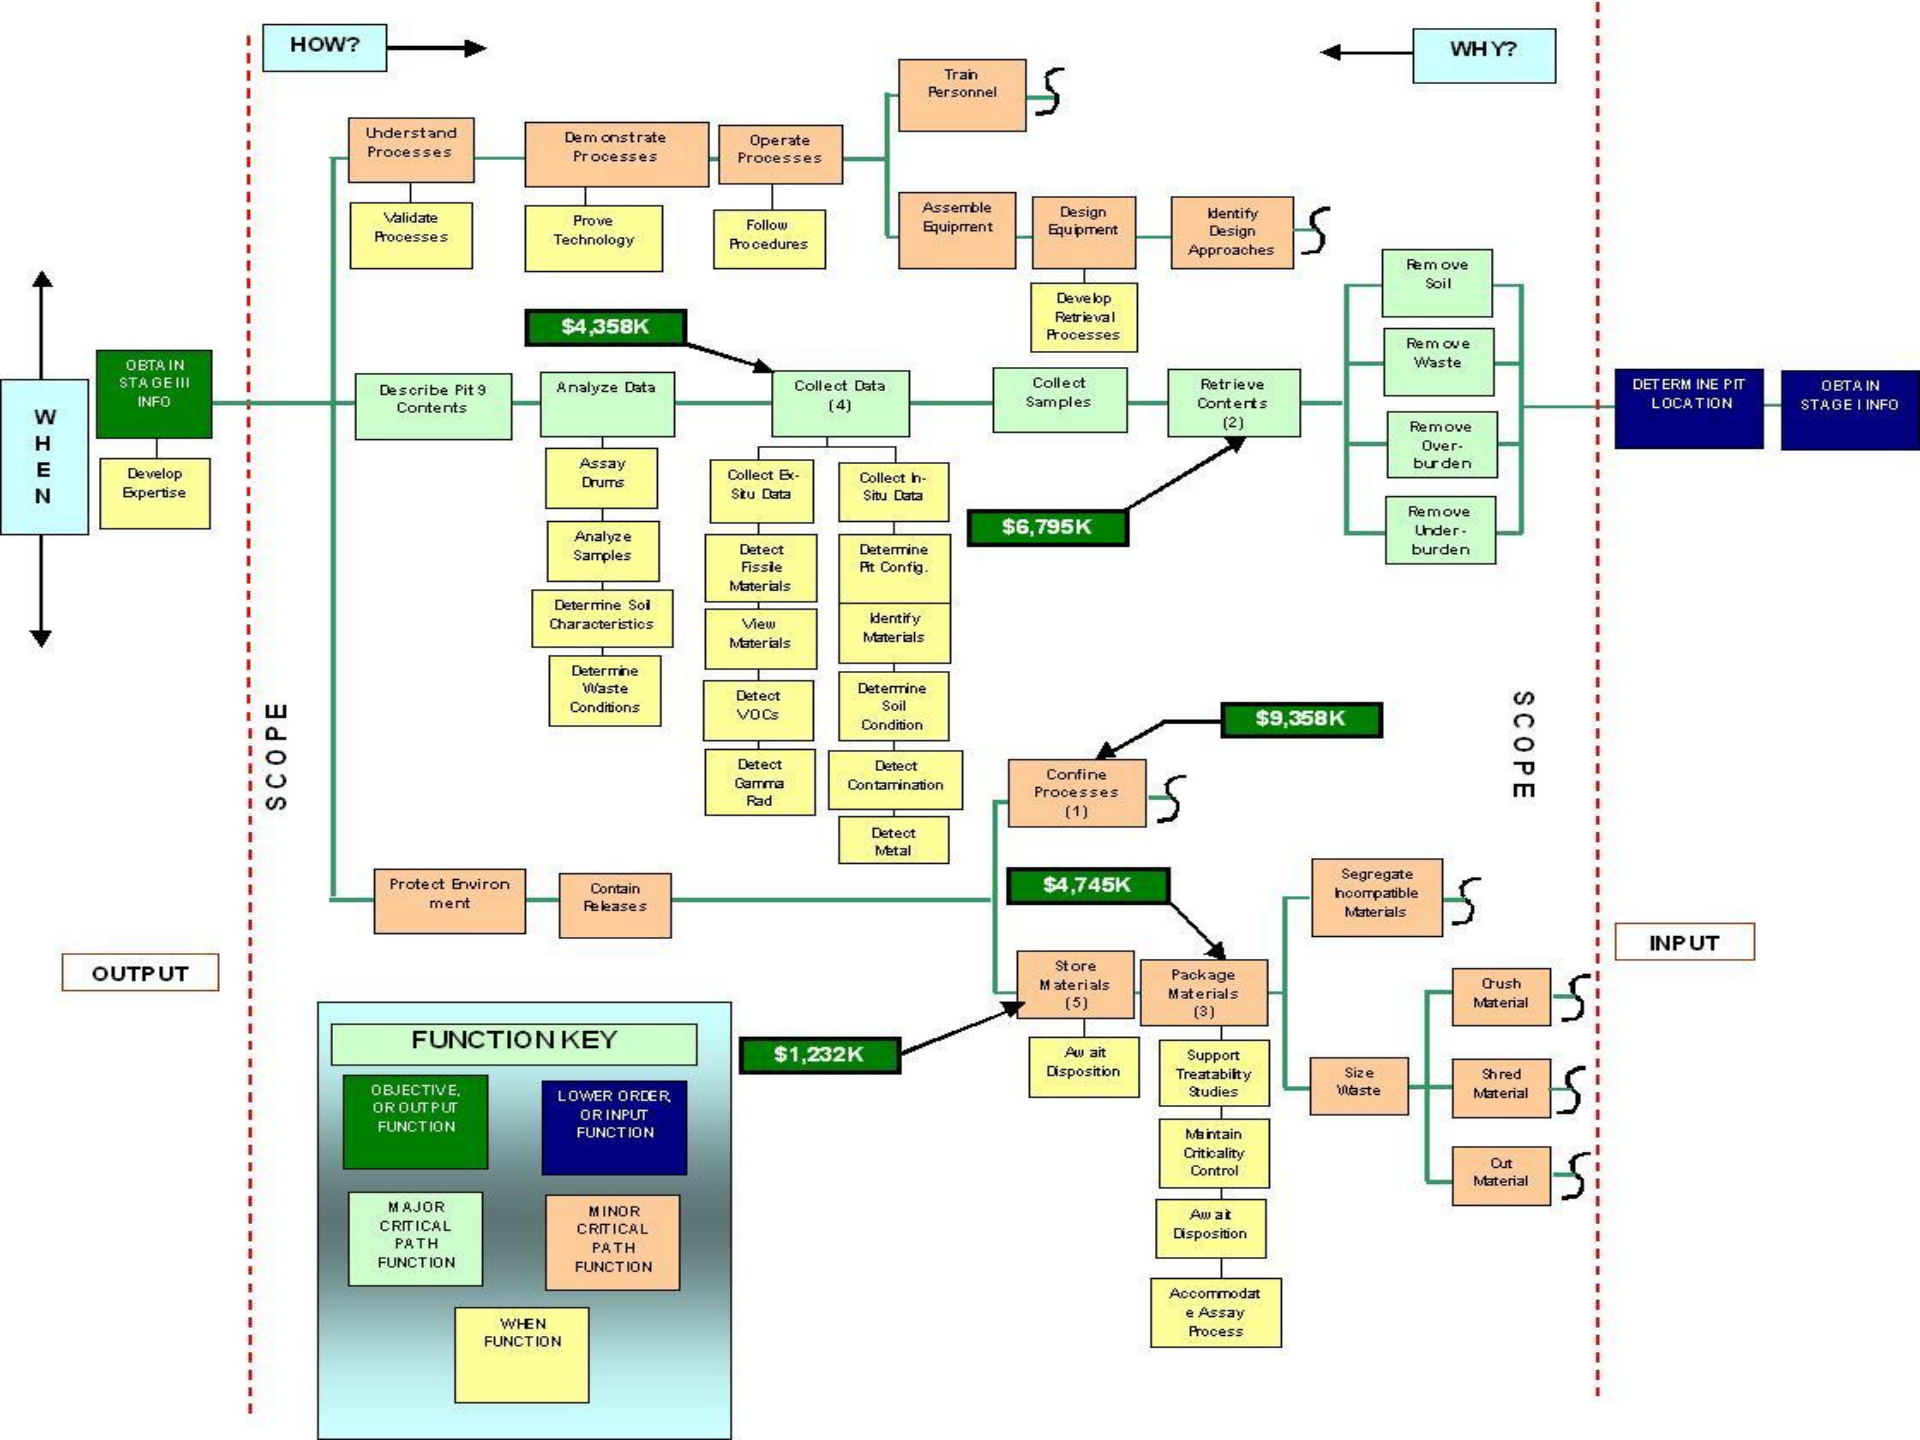 HOW?
WHY?
Train
Personnel
Understand
Processes
Demonstrate
Processes
Operate
Processes
Validate
Processes
Prove
Technology
Follow
Procedures
Assemble
Equipment
Design
Equipment
Identify
Design
Approaches
Develop
Retrieval
Processes
Remove
Soil
Remove
Waste
Remove
Over-
burden
Remove
Under-
burden
$4,358K
WHEN
OBTAIN
STAGE III
INFO
Develop
Expertise
Describe Pit 9
Contents
Analyze Data
Collect Data
(4)
Collect
Samples
Retrieve
Contents
(2)
DETERMINE PIT
LOCATION
OBTAIN
STAGE I INFO
$6,795K
Assay
Drums
Analyze
Samples
Determine Soil
Characteristics
Determine
Waste
Conditions
Collect Ex-
Situ Data
Detect
Fissile
Materials
View
Materials
Detect
VOCs
Detect
Gamma
Rad
Collect In-
Situ Data
Determine
Pit Config.
Identify
Materials
Determine
Soil
Condition
Detect
Contamination
Detect
Metal
SCOPE
SCOPE
$9,358K
Confine
Processes
(1)
Protect Environ
ment
Contain
Releases
$4,745K
Segregate
Incompatible
Materials
Store
Materials
(5)
Package
Materials
(3)
Crush
Material
Size
Waste
Shred
Material
Cut
Material
$1,232K
Await
Disposition
Support
Treatability
Studies
Maintain
Criticality
Control
Await
Disposition
Accommodat
e Assay
Process
OUTPUT
INPUT
FUNCTION KEY
OBJECTIVE,
OR OUTPUT
FUNCTION
LOWER ORDER,
OR INPUT
FUNCTION
MAJOR
CRITICAL
PATH
FUNCTION
MINOR
CRITICAL
PATH
FUNCTION
WHEN
FUNCTION